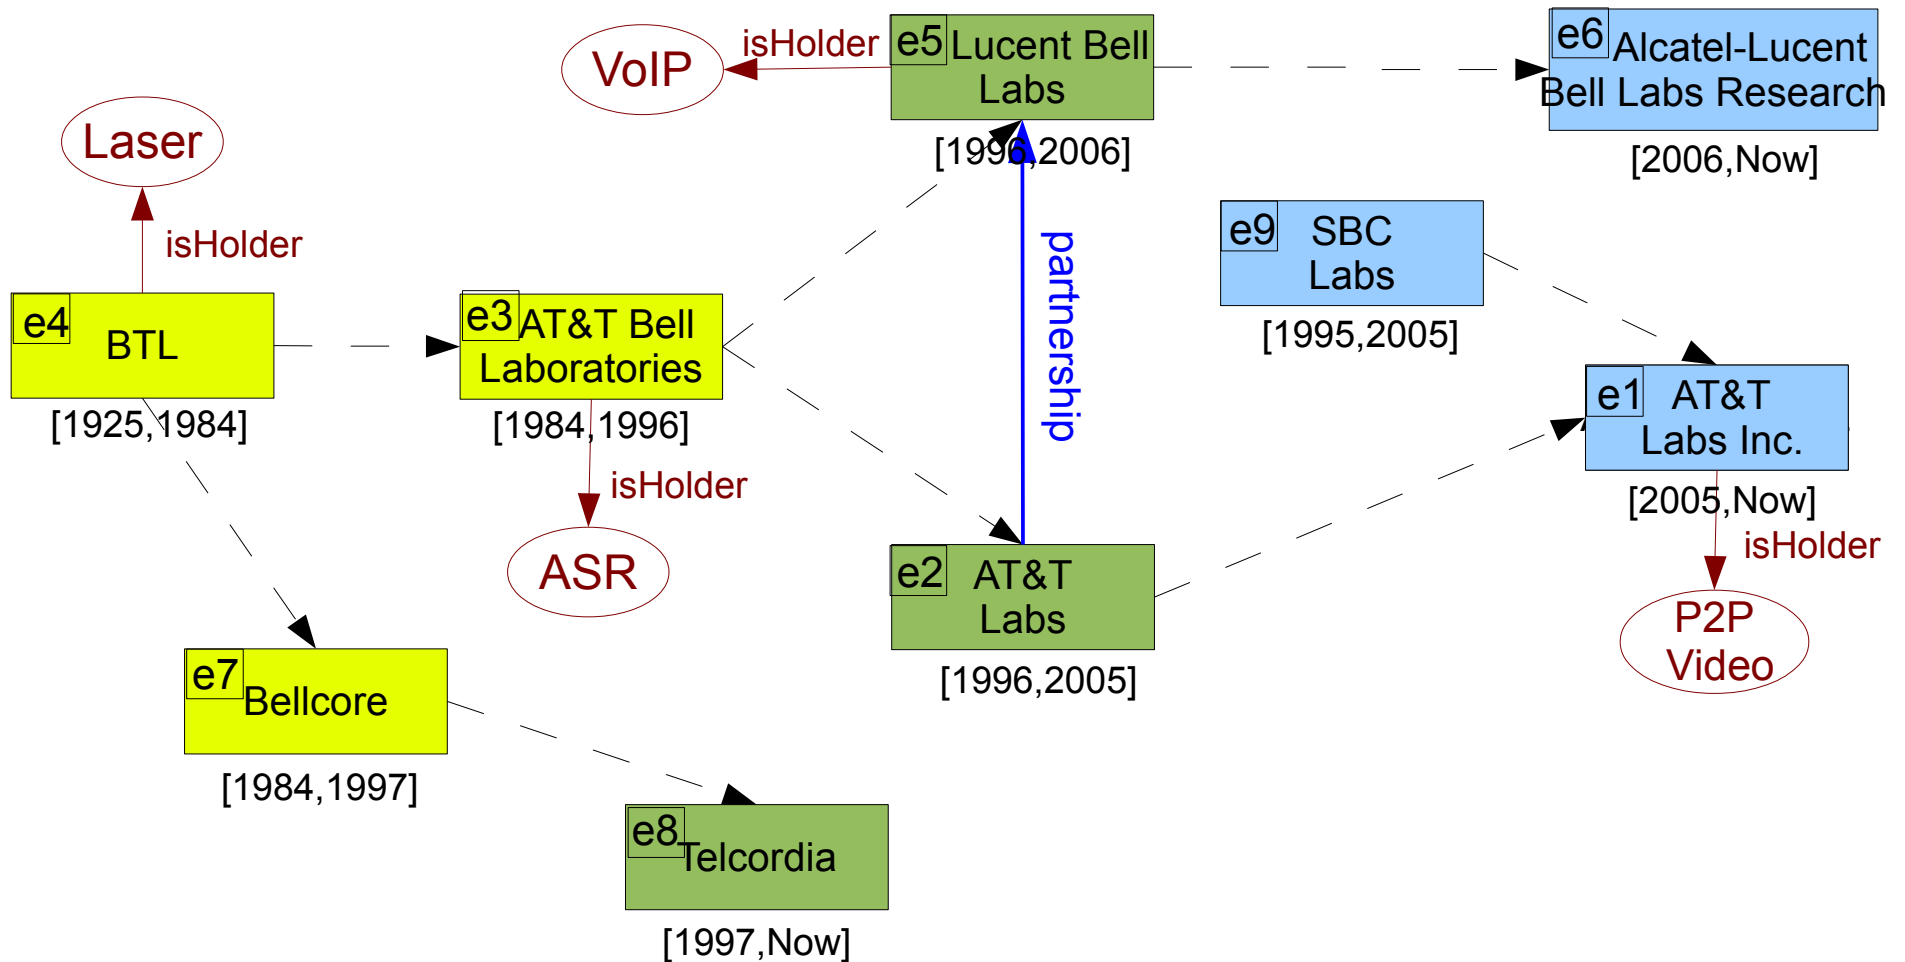 VoIP
isHolder
e5
Lucent Bell
Labs
[1996,2006]
e6
Alcatel-Lucent
Bell Labs Research
[2006,Now]
Laser
isHolder
e4
BTL
[1925,1984]
e3
AT&T Bell
Laboratories
[1984,1996]
isHolder
ASR
partnership
e9
SBC
Labs
[1995,2005]
e1
AT&T
Labs Inc.
[2005,Now]
isHolder
P2P
Video
e2
AT&T
Labs
[1996,2005]
e7
Bellcore
[1984,1997]
e8
Telcordia
[1997,Now]